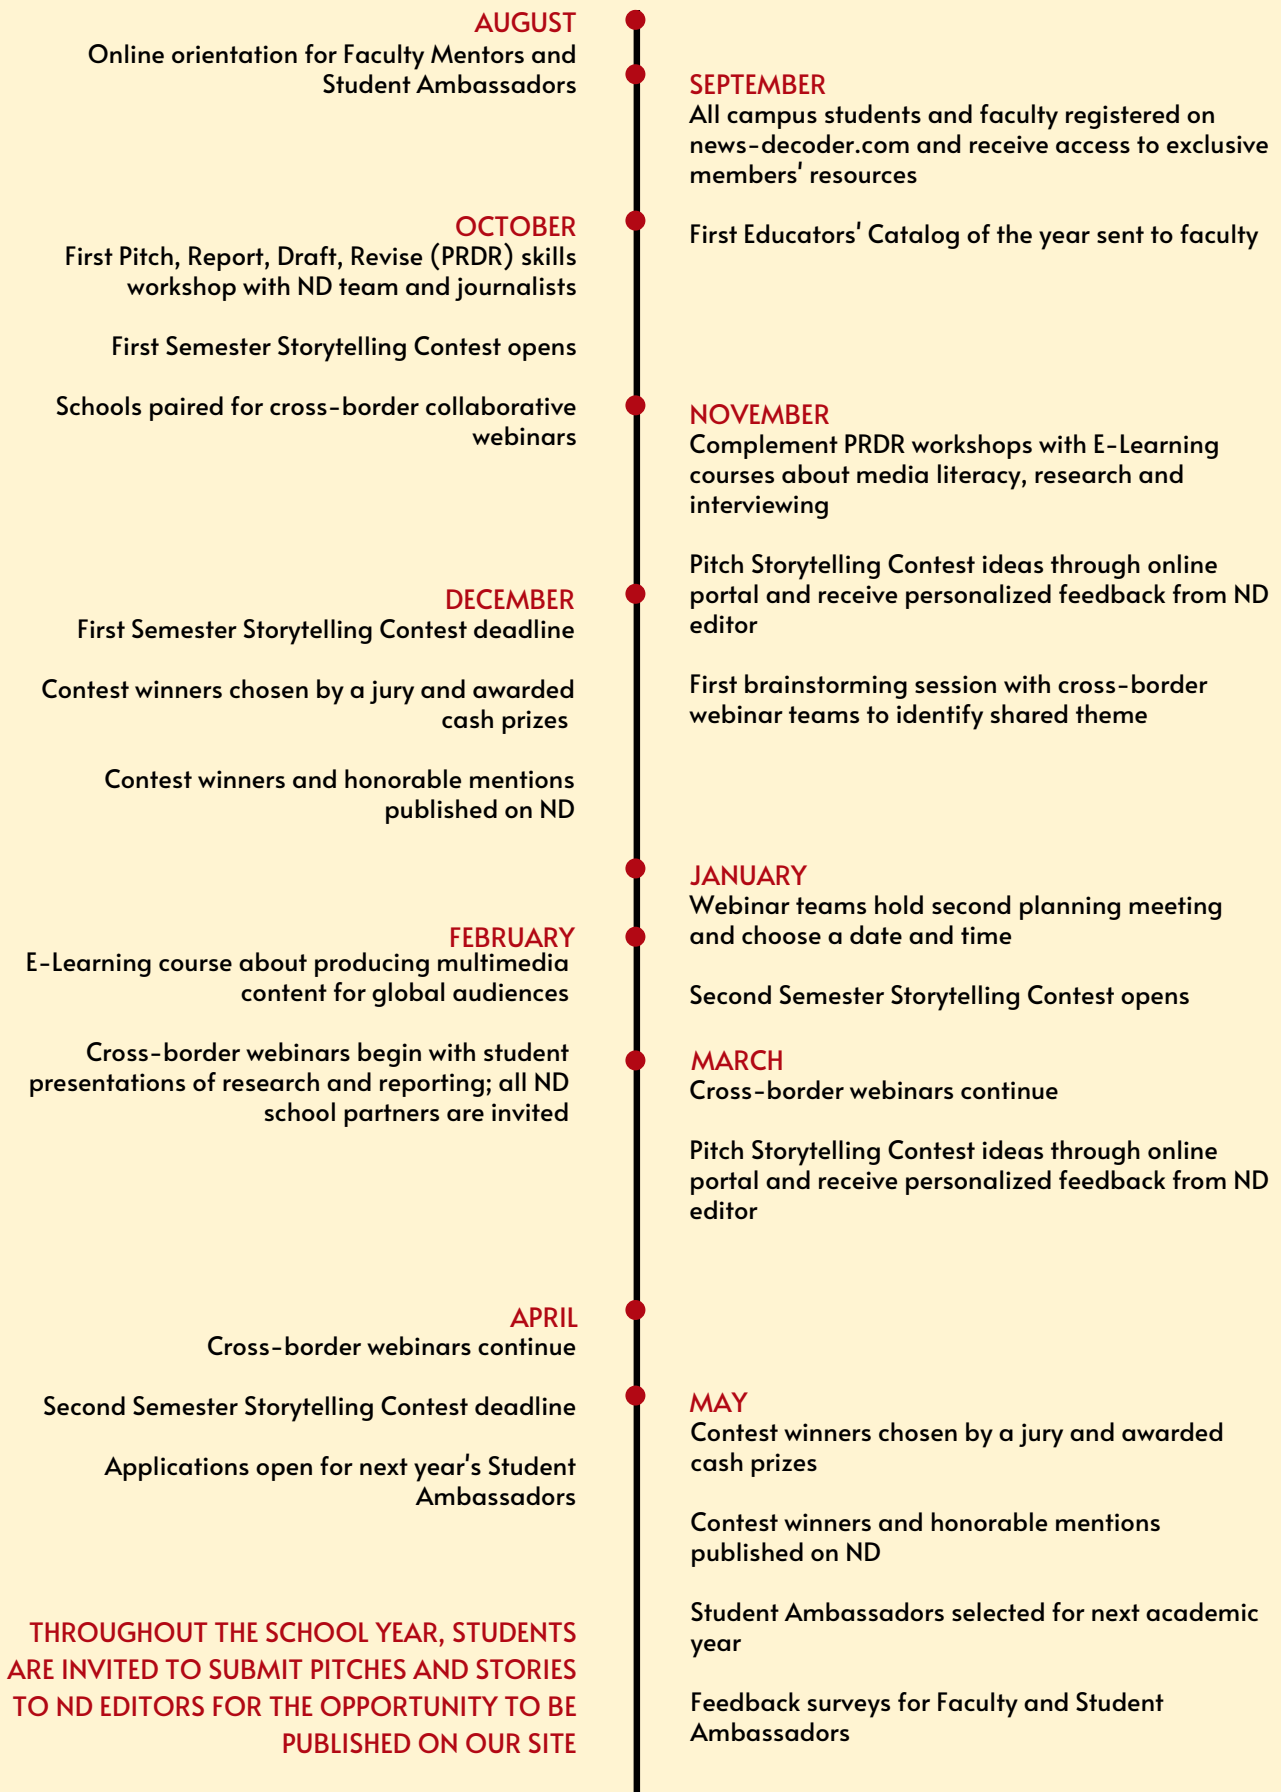 AUGUST
Online orientation for Faculty Mentors and
Student Ambassadors
SEPTEMBER
All campus students and faculty registered on
news-decoder.com and receive access to exclusive
members' resources
First Educators' Catalog of the year sent to faculty
OCTOBER
First Pitch, Report, Draft, Revise (PRDR) skills
workshop with ND team and journalists
First Semester Storytelling Contest opens
Schools paired for cross-border collaborative
webinars
NOVEMBER
Complement PRDR workshops with E-Learning
courses about media literacy, research and
interviewing
Pitch Storytelling Contest ideas through online
portal and receive personalized feedback from ND
editor
First brainstorming session with cross-border
webinar teams to identify shared theme
DECEMBER
First Semester Storytelling Contest deadline
Contest winners chosen by a jury and awarded
cash prizes
Contest winners and honorable mentions
published on ND
JANUARY
Webinar teams hold second planning meeting
and choose a date and time
Second Semester Storytelling Contest opens
FEBRUARY
E-Learning course about producing multimedia
content for global audiences
Cross-border webinars begin with student
presentations of research and reporting; all ND
school partners are invited
MARCH
Cross-border webinars continue
Pitch Storytelling Contest ideas through online
portal and receive personalized feedback from ND
editor
APRIL
Cross-border webinars continue
Second Semester Storytelling Contest deadline
Applications open for next year's Student
Ambassadors
MAY
Contest winners chosen by a jury and awarded
cash prizes
Contest winners and honorable mentions
published on ND
Student Ambassadors selected for next academic
year
Feedback surveys for Faculty and Student
Ambassadors
THROUGHOUT THE SCHOOL YEAR, STUDENTS
ARE INVITED TO SUBMIT PITCHES AND STORIES
TO ND EDITORS FOR THE OPPORTUNITY TO BE
PUBLISHED ON OUR SITE